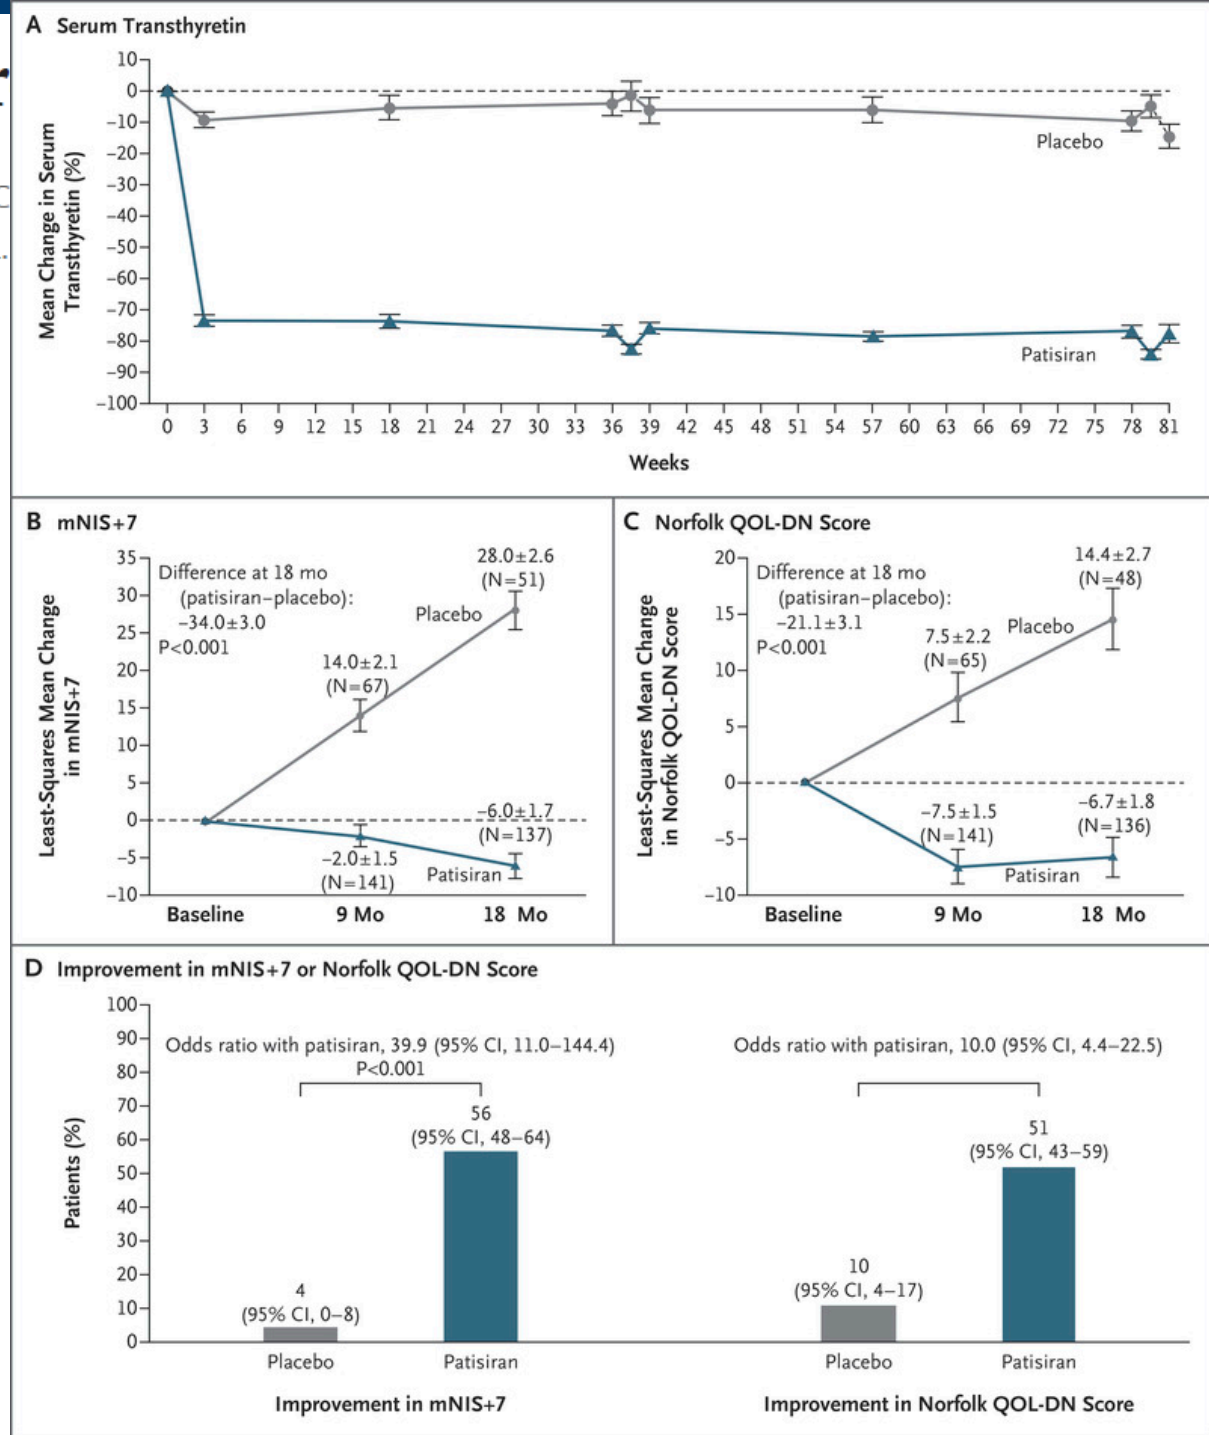 A Serum Transthyretin
Mean Change in Serum
Transthyretin (%)
10
0
−10
−20
−30
−40
−50
−60
−70
−80
−90
−100
Placebo
Patisiran
0 3 6 9 12 15 18 21 24 27 30 33 36 39 42 45 48 51 54 57 60 63 66 69 72 75 78 81
Weeks
B mNIS+7
Least-Squares Mean Change
in mNIS+7
35
30
25
20
15
10
5
0
−5
−10
Difference at 18 mo
(patisiran–placebo):
−34.0±3.0
P<0.001
28.0±2.6
(N=51)
Placebo
14.0±2.1
(N=67)
−6.0±1.7
(N=137)
−2.0±1.5
(N=141)
Patisiran
Baseline 9 Mo 18 Mo
C Norfolk QOL-DN Score
Least-Squares Mean Change
in Norfolk QOL-DN Score
20
15
10
5
0
−5
−10
Difference at 18 mo
(patisiran–placebo):
−21.1±3.1
P<0.001
14.4±2.7
(N=48)
Placebo
7.5±2.2
(N=65)
−7.5±1.5
(N=141)
−6.7±1.8
(N=136)
Patisiran
Baseline 9 Mo 18 Mo
D Improvement in mNIS+7 or Norfolk QOL-DN Score
Patients (%)
100
90
80
70
60
50
40
30
20
10
0
Odds ratio with patisiran, 39.9 (95% CI, 11.0–144.4)
P<0.001
56
(95% CI, 48–64)
4
(95% CI, 0–8)
Placebo Patisiran
Improvement in mNIS+7
Odds ratio with patisiran, 10.0 (95% CI, 4.4–22.5)
51
(95% CI, 43–59)
10
(95% CI, 4–17)
Placebo Patisiran
Improvement in Norfolk QOL-DN Score